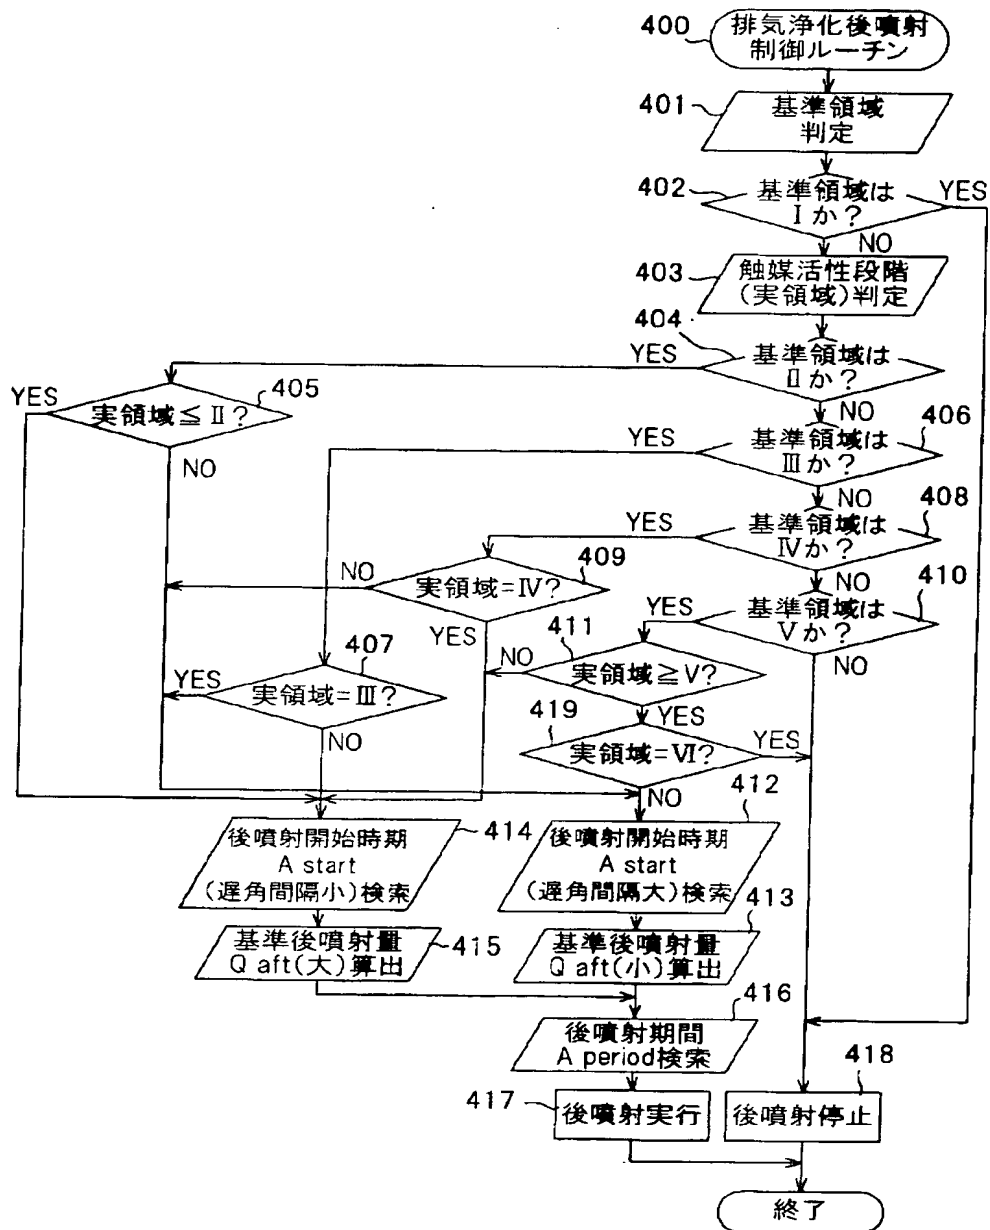 400
排気浄化後噴射
制御ルーチン
401
基準領域
判定
402
基準領域は
Ⅰか？
YES
NO
403
触媒活性段階
(実領域)判定
404
YES
基準領域は
Ⅱか？
NO
YES
405
実領域≦Ⅱ？
NO
406
YES
基準領域は
Ⅲか？
NO
408
YES
基準領域は
Ⅳか？
NO
409
NO
実領域=Ⅳ？
YES
410
YES
基準領域は
Ⅴか？
NO
411
NO
実領域≧Ⅴ？
YES
407
YES
実領域=Ⅲ？
NO
419
実領域=Ⅵ？
YES
NO
414
後噴射開始時期
A start
(遅角間隔小)検索
412
後噴射開始時期
A start
(遅角間隔大)検索
415
基準後噴射量
Q aft(大)算出
413
基準後噴射量
Q aft(小)算出
416
後噴射期間
A period検索
417
後噴射実行
418
後噴射停止
終了